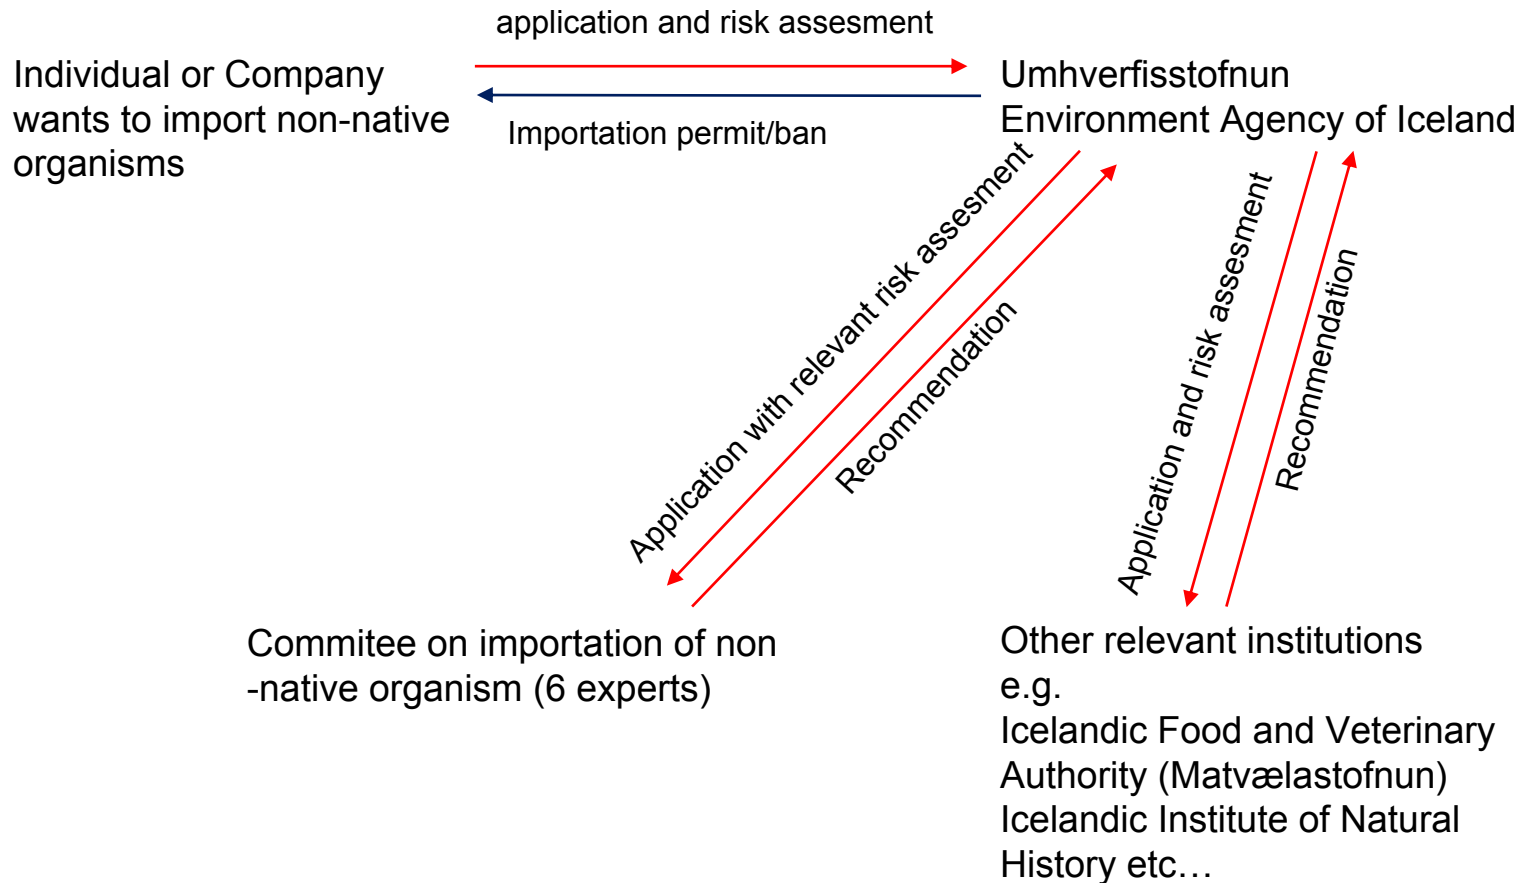 application and risk assesment
Individual or Company
wants to import non-native
organisms
Importation permit/ban
Umhverfisstofnun
Environment Agency of Iceland
Application with relevant risk assesment
Recommendation
Application and risk assesment
Recommendation
Commitee on importation of non
-native organism (6 experts)
Other relevant institutions
e.g.
Icelandic Food and Veterinary
Authority (Matvælastofnun)
Icelandic Institute of Natural
History etc…